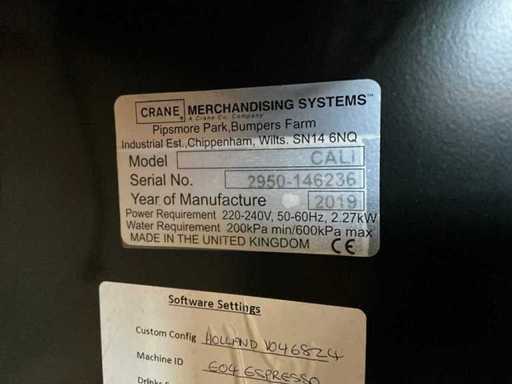 CRANE MERCHANDISING SYSTEMS™
A Crane Co. Company
Pipsmore Park,Bumpers Farm
Industrial Est.,Chippenham, Wilts. SN14 6NQ
Model CALI
Serial No. 2950-146236
Year of Manufacture 2019
Power Requirement 220-240V, 50-60Hz, 2.27kW
Water Requirement 200kPa min/600kPa max
MADE IN THE UNITED KINGDOM CE
Software Settings
Custom Config HOLLAND V046824
Machine ID E04 ESPRESSO
Drinks